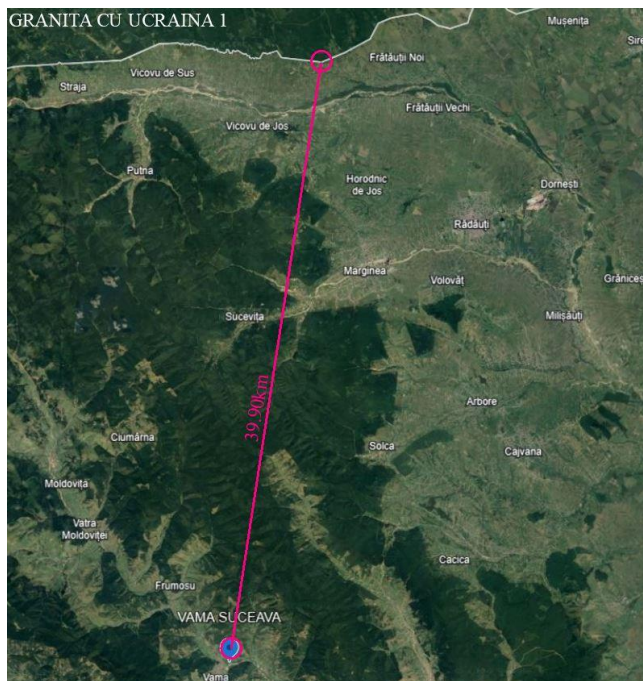 GRANITA CU UCRAINA 1
Mușenița
Frătăuții Noi
Sire
Vicovu de Sus
Straja
Frătăuții Vechi
Vicovu de Jos
Putna
Horodnic
de Jos
Dornești
Rădăuți
Marginea
Volovăț
Grănices
Sucevița
Milișăuți
39.90km
Arbore
Ciumârna
Solca
Cajvana
Moldovița
Vatra
Moldoviței
Cacica
Frumosu
VAMA SUCEAVA
Vama